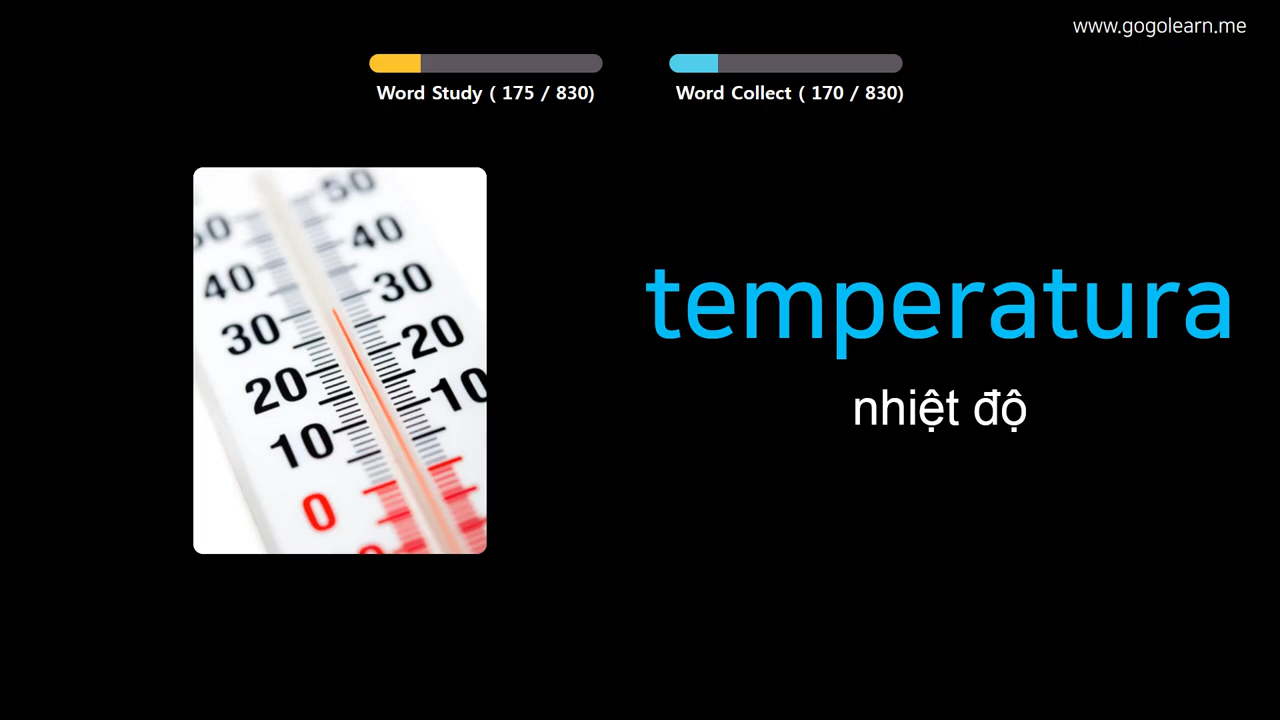 www.gogolearn.me
Word Study ( 175 / 830)
Word Collect ( 170 / 830)
temperatura
nhiệt độ
50
50
40
40
30
30
20
20
10
10
0